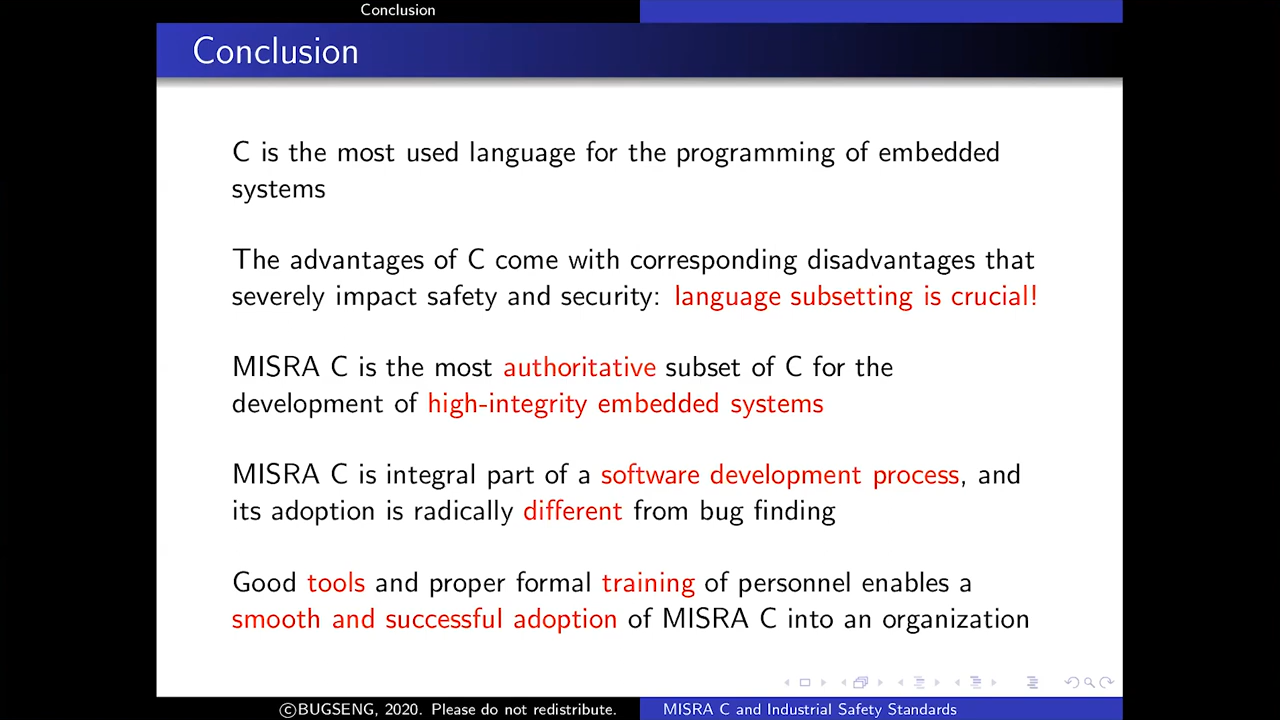 Conclusion
Conclusion
C is the most used language for the programming of embedded
systems
The advantages of C come with corresponding disadvantages that
severely impact safety and security: language subsetting is crucial!
MISRA C is the most authoritative subset of C for the
development of high-integrity embedded systems
MISRA C is integral part of a software development process, and
its adoption is radically different from bug finding
Good tools and proper formal training of personnel enables a
smooth and successful adoption of MISRA C into an organization
©BUGSENG, 2020. Please do not redistribute.
MISRA C and Industrial Safety Standards